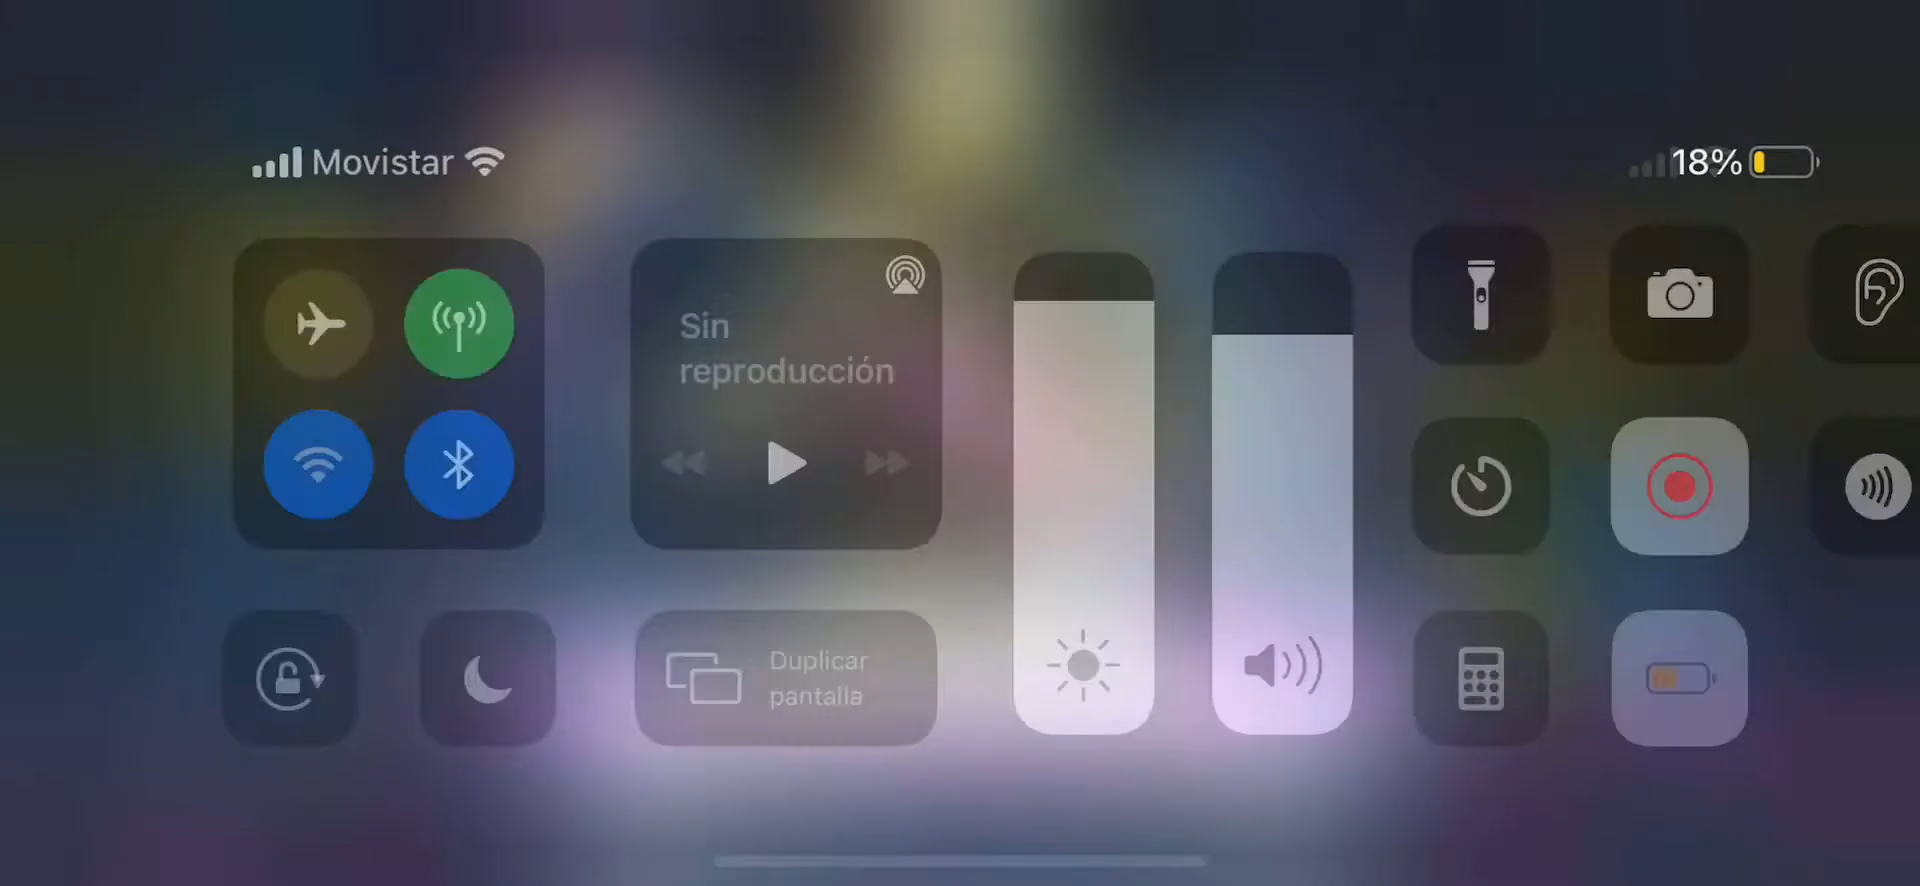 Movistar
18%
Sin
reproducción
Duplicar
pantalla